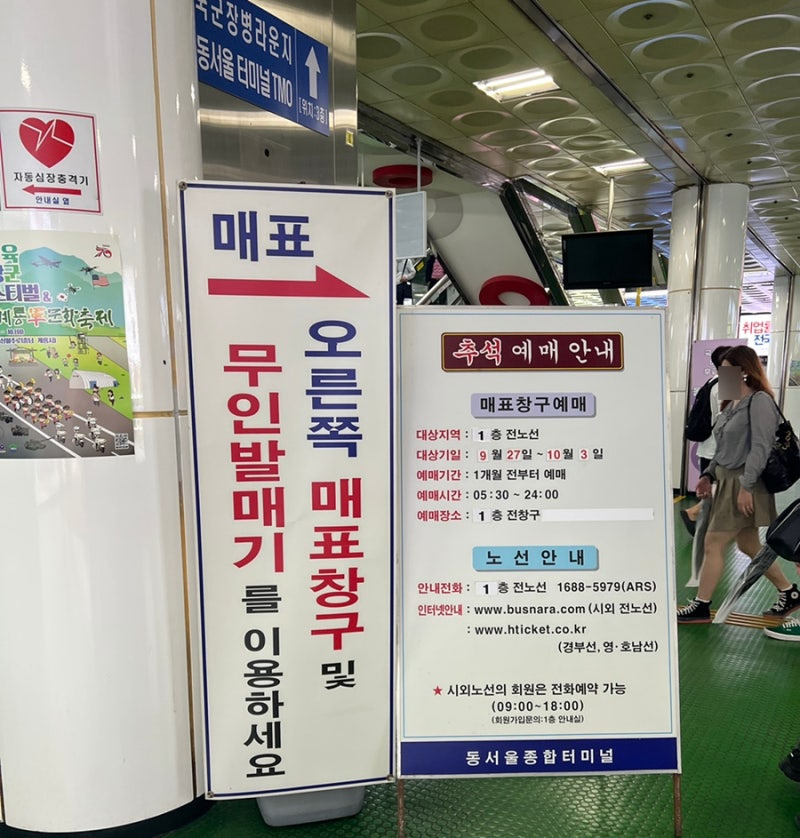 국군장병라운지
동서울터미널TMO
[위치:3층]
자동심장충격기
안내실 옆
매표
오른쪽 매표창구 및
무인발매기를 이용하세요
추석 예매 안내
매표창구예매
대상지역 : 1 층 전노선
대상기일 : 9 월 27일 ~ 10 월 3 일
예매기간 : 1개월 전부터 예매
예매시간 : 05:30 ~ 24:00
예매장소 : 1 층 전창구
노선안내
안내전화 : 1 층 전노선 1688-5979(ARS)
인터넷안내 : www.busnara.com (시외 전노선)
: www.hticket.co.kr
(경부선, 영·호남선)
★ 시외노선의 회원은 전화예약 가능
(09:00~18:00)
(회원가입문의:1층 안내실)
동서울종합터미널